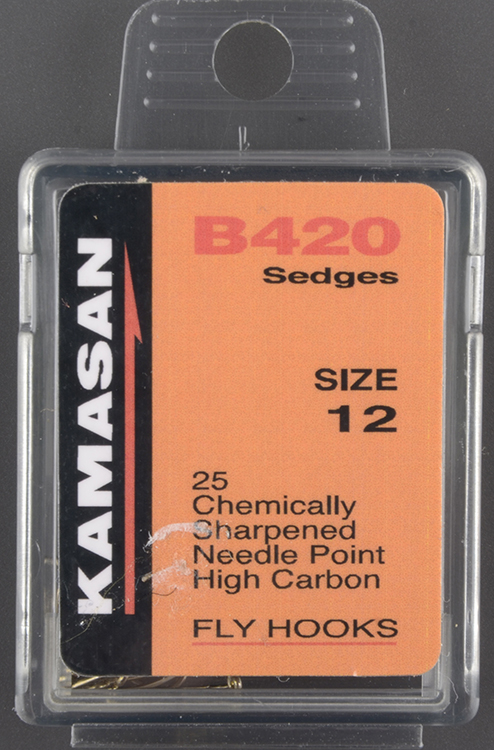 KAMASAN
B420
Sedges
SIZE
12
25
Chemically
Sharpened
Needle Point
High Carbon
FLY HOOKS